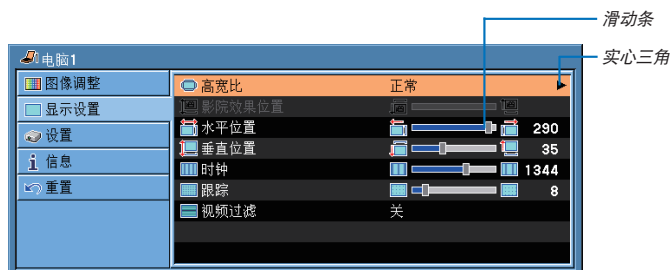 滑动条
实心三角
电脑1
图像调整
显示设置
设置
信息
重置
高宽比 正常
影院效果位置
水平位置 290
垂直位置 35
时钟 1344
跟踪 8
视频过滤 关